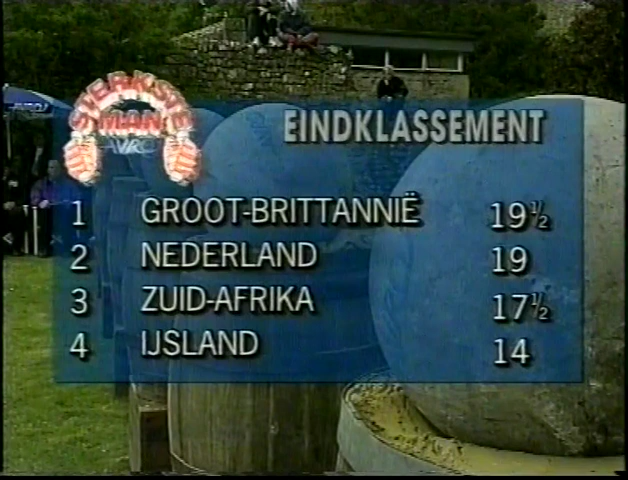 STERKSTE
MAN
AVRO
EINDKLASSEMENT
1 GROOT-BRITTANNIË 19½
2 NEDERLAND 19
3 ZUID-AFRIKA 17½
4 IJSLAND 14